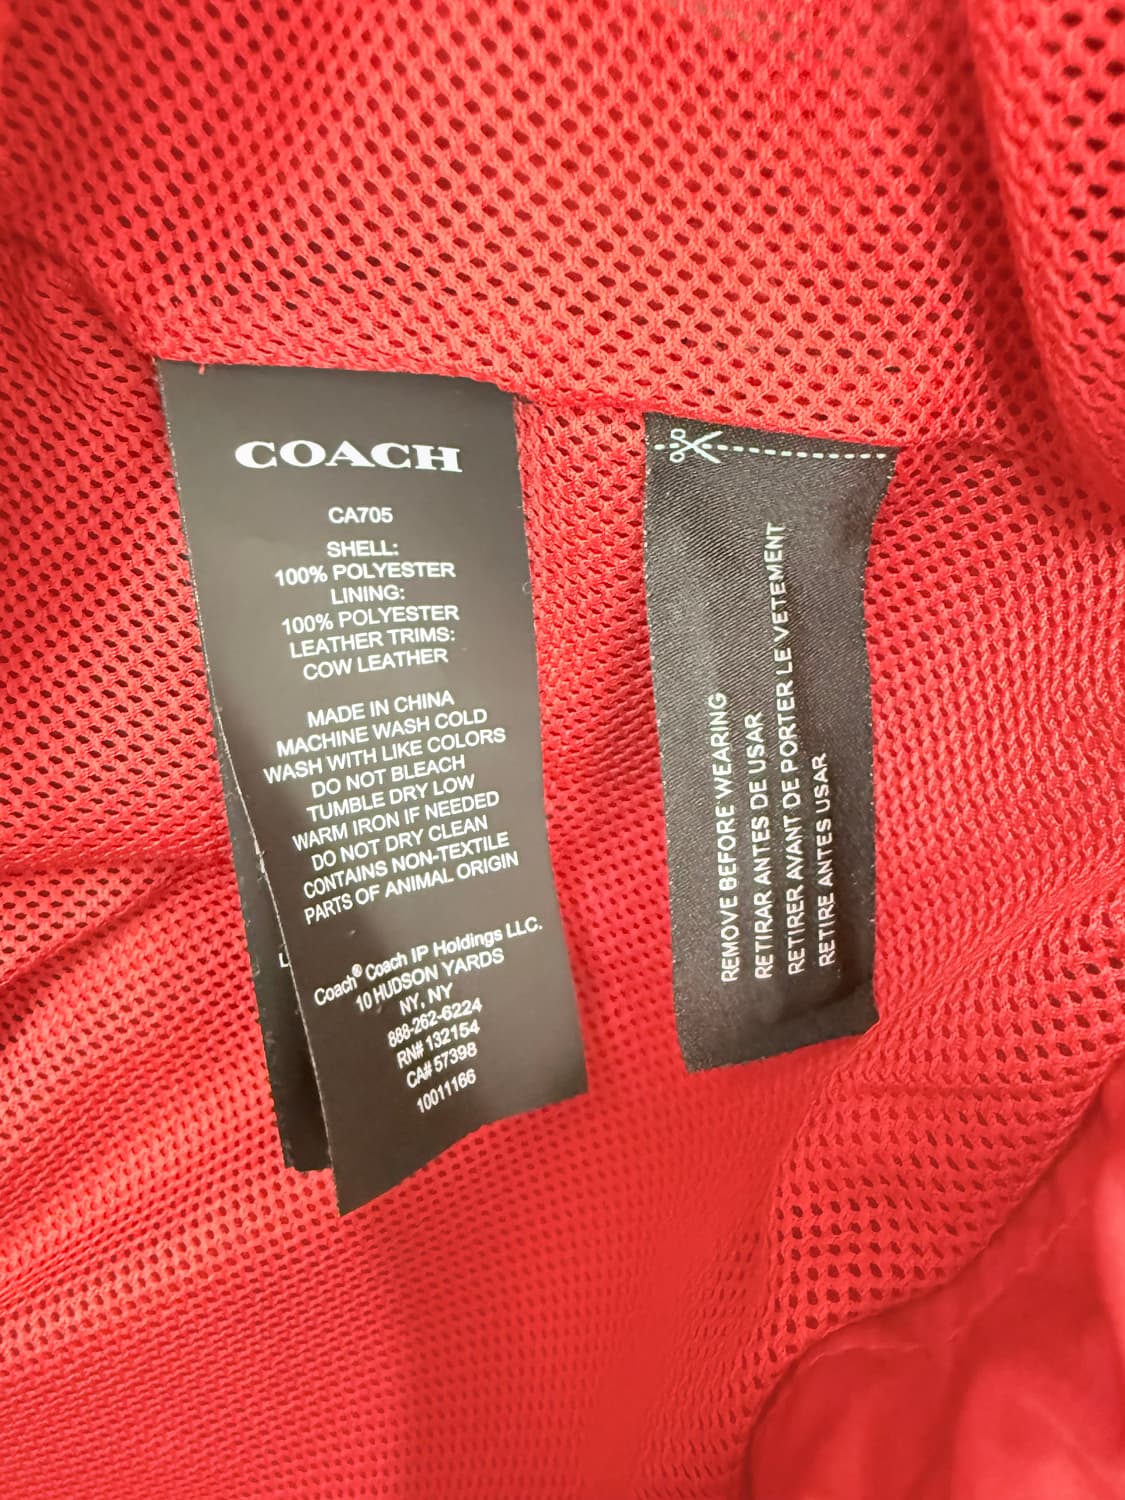 COACH
CA705
SHELL:
100% POLYESTER
LINING:
100% POLYESTER
LEATHER TRIMS:
COW LEATHER
MADE IN CHINA
MACHINE WASH COLD
WASH WITH LIKE COLORS
DO NOT BLEACH
TUMBLE DRY LOW
WARM IRON IF NEEDED
DO NOT DRY CLEAN
CONTAINS NON-TEXTILE
PARTS OF ANIMAL ORIGIN
Coach® Coach IP Holdings LLC.
10 HUDSON YARDS
NY, NY
888-262-6224
RN# 132154
CA# 57398
10011166
REMOVE BEFORE WEARING
RETIRAR ANTES DE USAR
RETIRER AVANT DE PORTER LE VETEMENT
RETIRE ANTES USAR